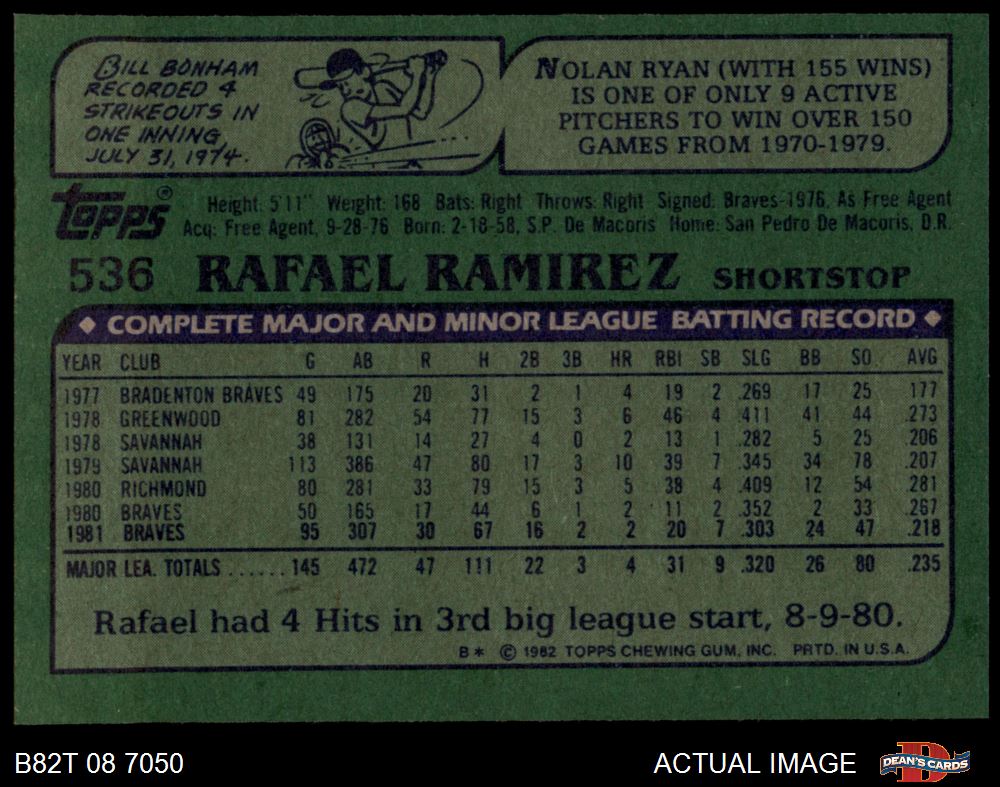 BILL BONHAM
RECORDED 4
STRIKEOUTS IN
ONE INNING,
JULY 31, 1974.
NOLAN RYAN (WITH 155 WINS)
IS ONE OF ONLY 9 ACTIVE
PITCHERS TO WIN OVER 150
GAMES FROM 1970-1979.
TOPPS®
Height: 5'11" Weight: 168 Bats: Right Throws: Right Signed: Braves-1976, As Free Agent
Acq: Free Agent, 9-28-76 Born: 2-18-58, S.P. De Macoris Home: San Pedro De Macoris, D.R.
536 RAFAEL RAMIREZ SHORTSTOP
◆ COMPLETE MAJOR AND MINOR LEAGUE BATTING RECORD ◆
YEAR CLUB G AB R H 2B 3B HR RBI SB SLG BB SO AVG
1977 BRADENTON BRAVES 49 175 20 31 2 1 4 19 2 .269 17 25 .177
1978 GREENWOOD 81 282 54 77 15 3 6 46 4 .411 41 44 .273
1978 SAVANNAH 38 131 14 27 4 0 2 13 1 .282 5 25 .206
1979 SAVANNAH 113 386 47 80 17 3 10 39 7 .345 34 78 .207
1980 RICHMOND 80 281 33 79 15 3 5 38 4 .409 12 54 .281
1980 BRAVES 50 165 17 44 6 1 2 11 2 .352 2 33 .267
1981 BRAVES 95 307 30 67 16 2 2 20 7 .303 24 47 .218
MAJOR LEA. TOTALS ...... 145 472 47 111 22 3 4 31 9 .320 26 80 .235
Rafael had 4 Hits in 3rd big league start, 8-9-80.
B* © 1982 TOPPS CHEWING GUM, INC. PRTD. IN U.S.A.
B82T 08 7050
ACTUAL IMAGE
D
DEAN'S CARDS